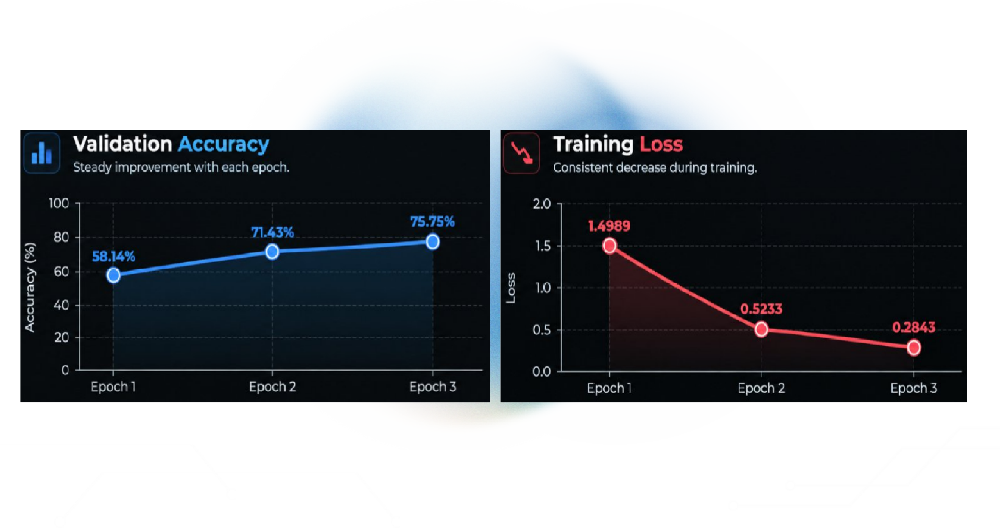 Validation Accuracy
Steady improvement with each epoch.
100
80
60
40
20
0
Accuracy (%)
58.14%
71.43%
75.75%
Epoch 1
Epoch 2
Epoch 3
Training Loss
Consistent decrease during training.
2.0
1.5
1.0
0.5
0.0
Loss
1.4989
0.5233
0.2843
Epoch 1
Epoch 2
Epoch 3